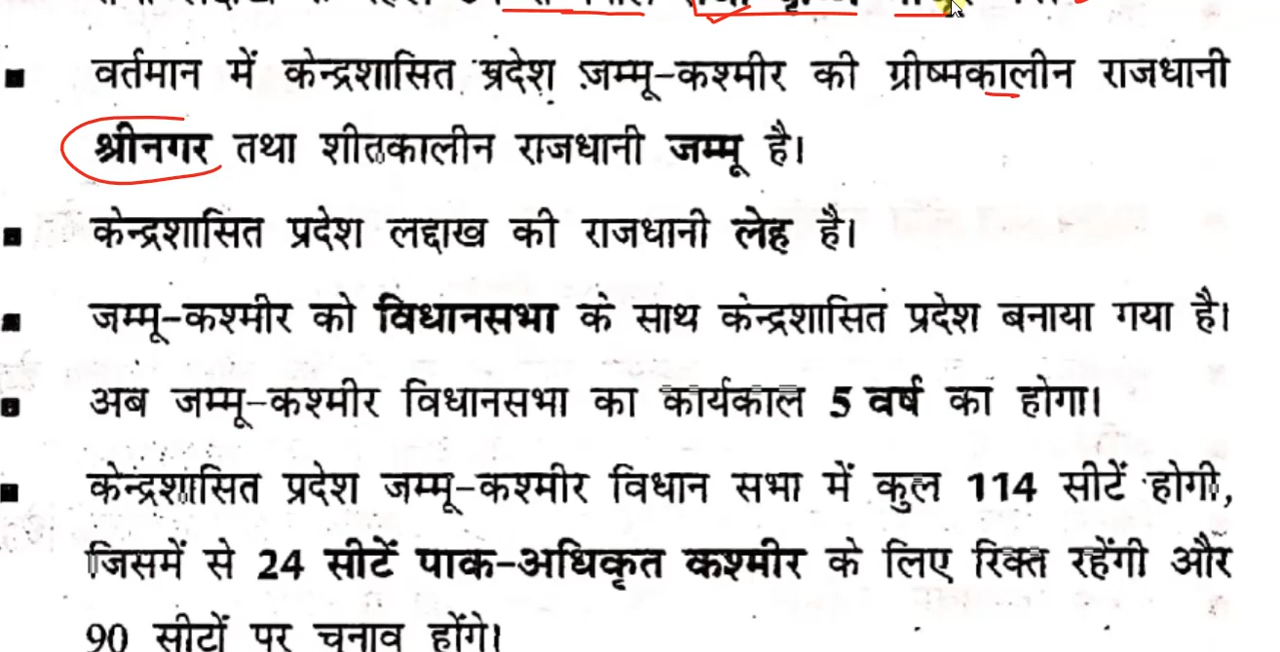 वर्तमान में केन्द्रशासित प्रदेश जम्मू-कश्मीर की ग्रीष्मकालीन राजधानी
श्रीनगर तथा शीतकालीन राजधानी जम्मू है।
केन्द्रशासित प्रदेश लद्दाख की राजधानी लेह है।
जम्मू-कश्मीर को विधानसभा के साथ केन्द्रशासित प्रदेश बनाया गया है।
अब जम्मू-कश्मीर विधानसभा का कार्यकाल 5 वर्ष का होगा।
केन्द्रशासित प्रदेश जम्मू-कश्मीर विधान सभा में कुल 114 सीटें होगी,
जिसमें से 24 सीटें पाक-अधिकृत कश्मीर के लिए रिक्त रहेंगी और
90 सीटों पर चुनाव होंगे।